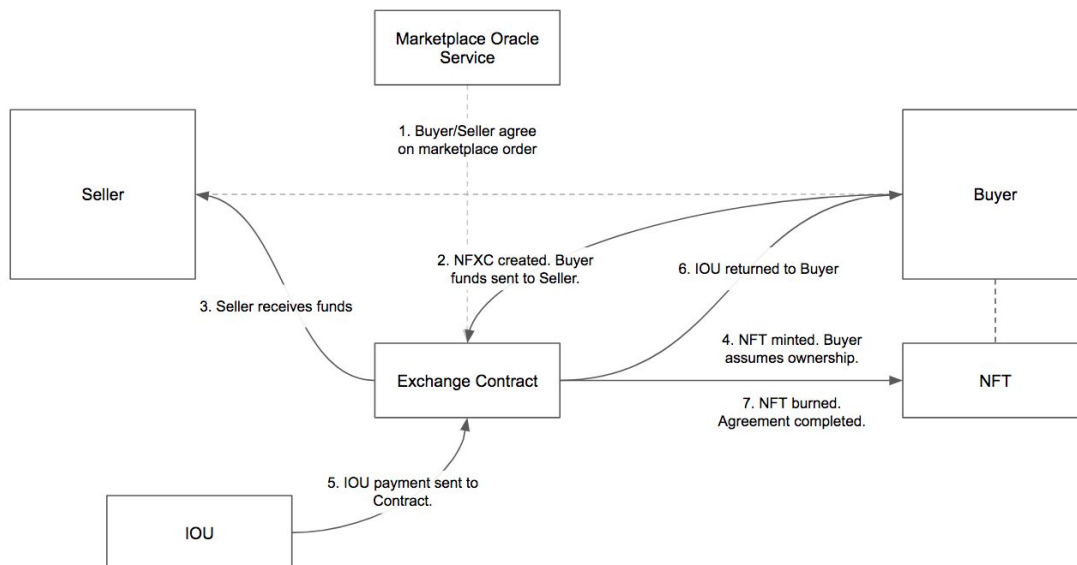 Marketplace Oracle
Service
1. Buyer/Seller agree
on marketplace order
Seller
Buyer
2. NFXC created. Buyer
funds sent to Seller.
6. IOU returned to Buyer
3. Seller receives funds
4. NFT minted. Buyer
assumes ownership.
Exchange Contract
NFT
7. NFT burned.
Agreement completed.
5. IOU payment sent to
Contract.
IOU